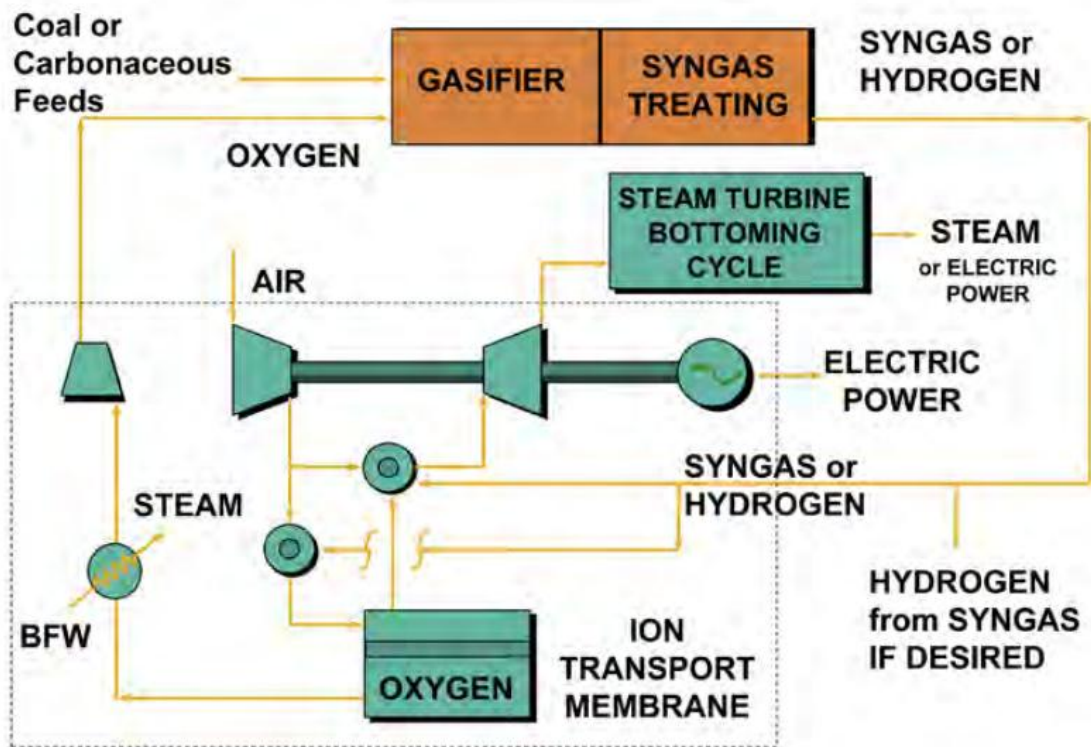 Coal or
Carbonaceous
Feeds
GASIFIER
SYNGAS
TREATING
SYNGAS or
HYDROGEN
OXYGEN
STEAM TURBINE
BOTTOMING
CYCLE
STEAM
or ELECTRIC
POWER
AIR
ELECTRIC
POWER
SYNGAS or
HYDROGEN
STEAM
BFW
HYDROGEN
from SYNGAS
IF DESIRED
ION
TRANSPORT
MEMBRANE
OXYGEN